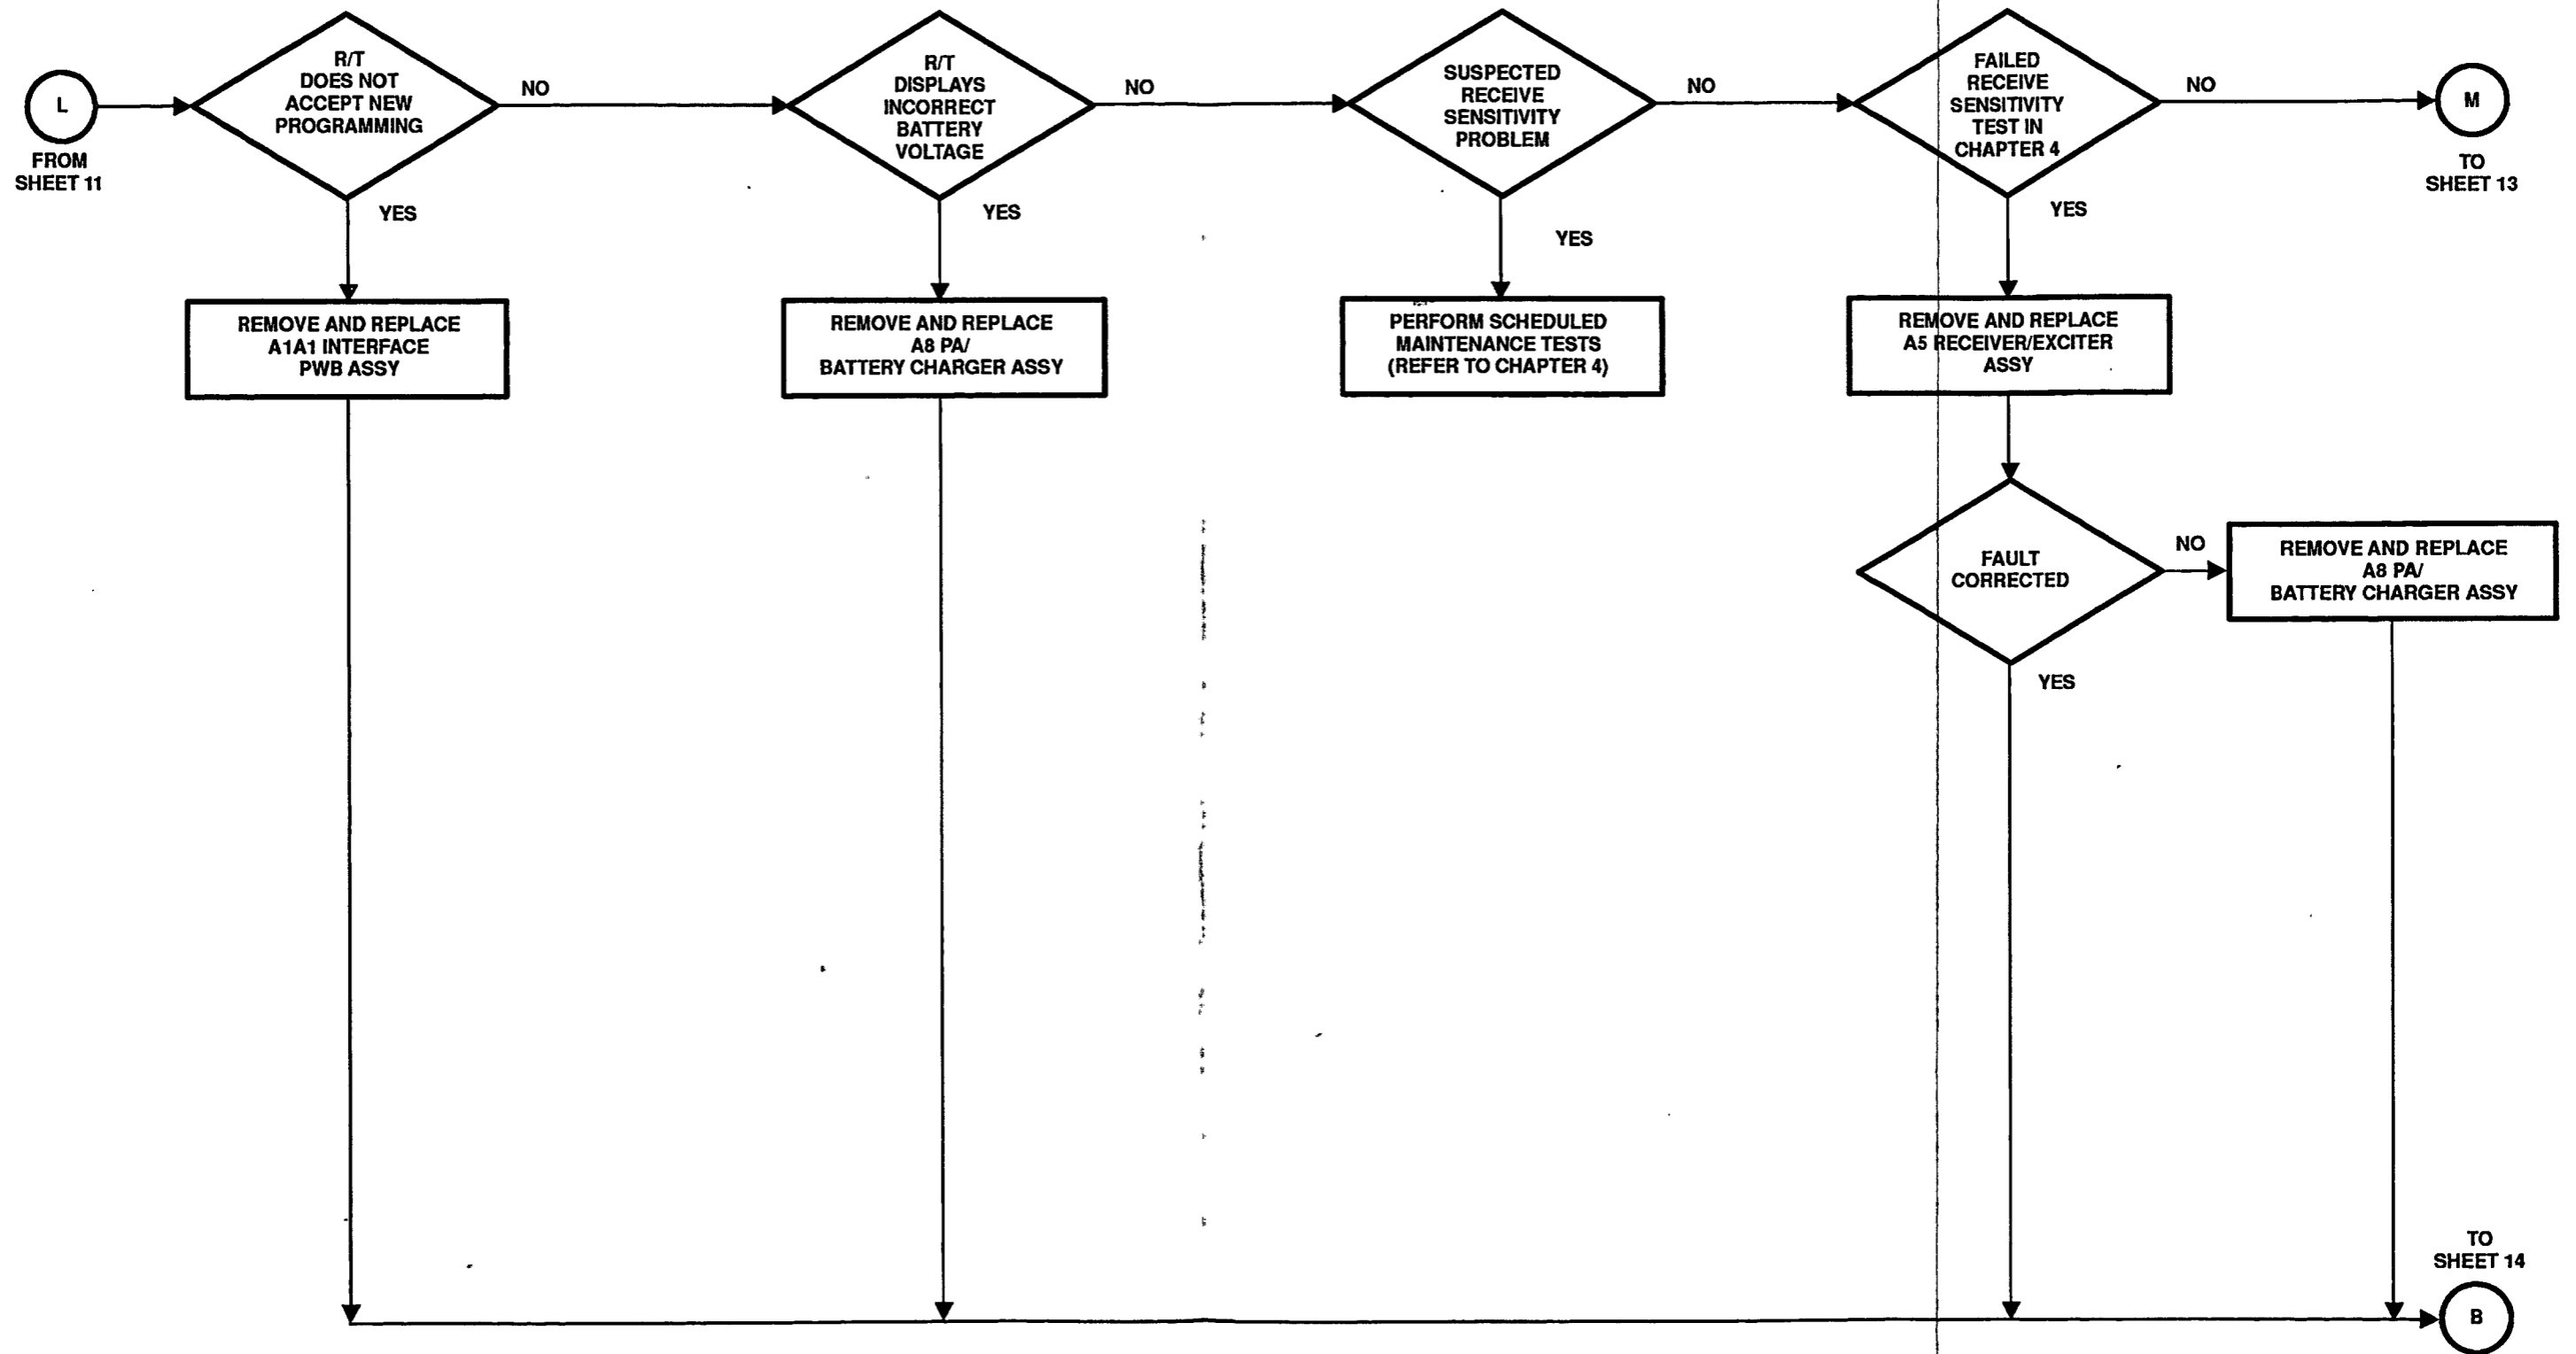 L
FROM
SHEET 11
R/T
DOES NOT
ACCEPT NEW
PROGRAMMING
NO
YES
REMOVE AND REPLACE
A1A1 INTERFACE
PWB ASSY
R/T
DISPLAYS
INCORRECT
BATTERY
VOLTAGE
NO
YES
REMOVE AND REPLACE
A8 PA/
BATTERY CHARGER ASSY
SUSPECTED
RECEIVE
SENSITIVITY
PROBLEM
NO
YES
PERFORM SCHEDULED
MAINTENANCE TESTS
(REFER TO CHAPTER 4)
FAILED
RECEIVE
SENSITIVITY
TEST IN
CHAPTER 4
NO
YES
M
TO
SHEET 13
REMOVE AND REPLACE
A5 RECEIVER/EXCITER
ASSY
FAULT
CORRECTED
NO
YES
REMOVE AND REPLACE
A8 PA/
BATTERY CHARGER ASSY
TO
SHEET 14
B